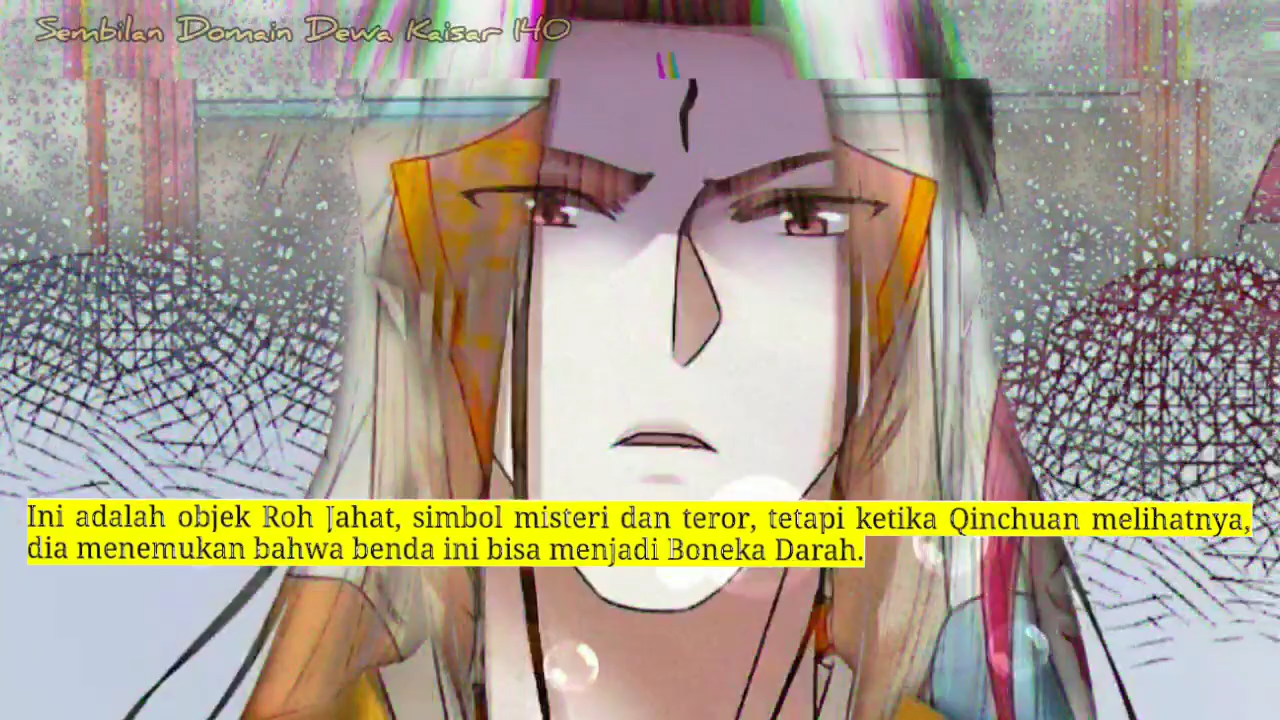 Sembilan Domain Dewa Kaisar 140
Ini adalah objek Roh Jahat, simbol misteri dan teror, tetapi ketika Qinchuan melihatnya,
dia menemukan bahwa benda ini bisa menjadi Boneka Darah.